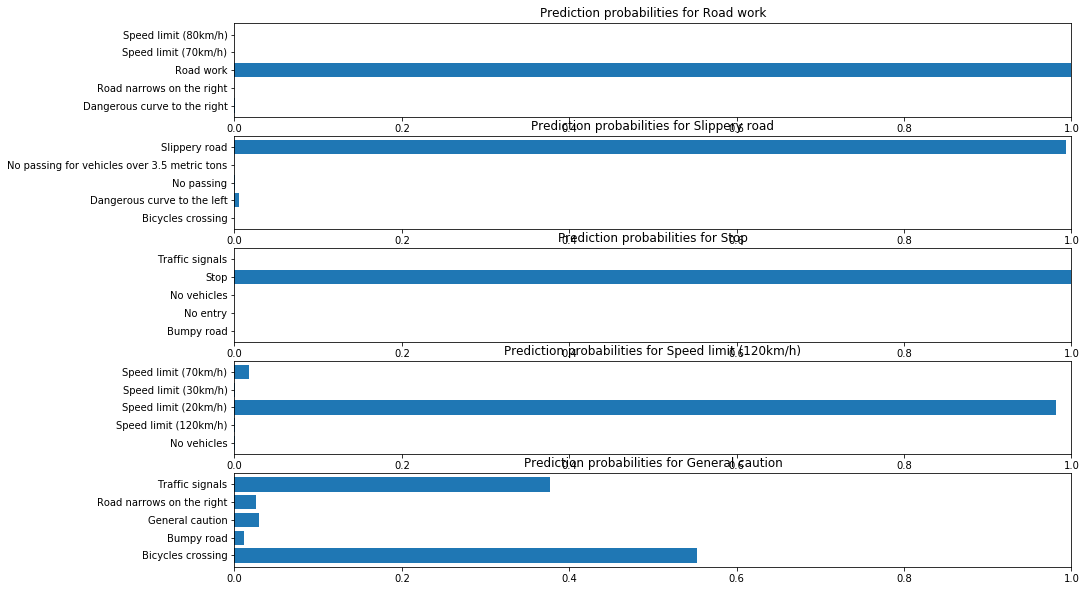 Prediction probabilities for Road work
Speed limit (80km/h)
Speed limit (70km/h)
Road work
Road narrows on the right
Dangerous curve to the right
0.0 0.2 0.4 0.6 0.8 1.0
Prediction probabilities for Slippery road
Slippery road
No passing for vehicles over 3.5 metric tons
No passing
Dangerous curve to the left
Bicycles crossing
0.0 0.2 0.4 0.6 0.8 1.0
Prediction probabilities for Stop
Traffic signals
Stop
No vehicles
No entry
Bumpy road
0.0 0.2 0.4 0.6 0.8 1.0
Prediction probabilities for Speed limit (120km/h)
Speed limit (70km/h)
Speed limit (30km/h)
Speed limit (20km/h)
Speed limit (120km/h)
No vehicles
0.0 0.2 0.4 0.6 0.8 1.0
Prediction probabilities for General caution
Traffic signals
Road narrows on the right
General caution
Bumpy road
Bicycles crossing
0.0 0.2 0.4 0.6 0.8 1.0